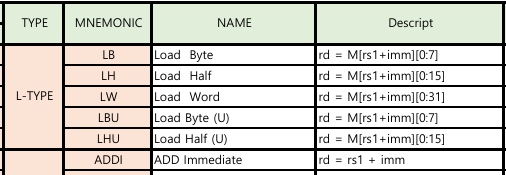 TYPE MNEMONIC NAME Descript
LB Load Byte rd = M[rs1+imm][0:7]
LH Load Half rd = M[rs1+imm][0:15]
L-TYPE LW Load Word rd = M[rs1+imm][0:31]
LBU Load Byte (U) rd = M[rs1+imm][0:7]
LHU Load Half (U) rd = M[rs1+imm][0:15]
ADDI ADD Immediate rd = rs1 + imm